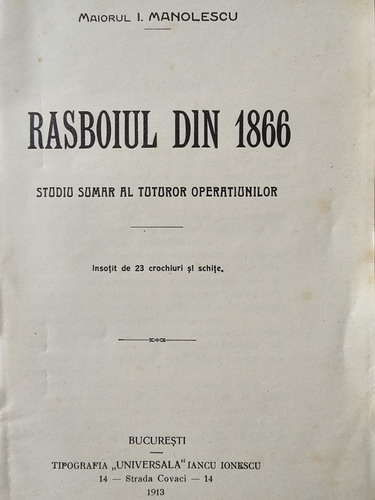 MAIORUL I. MANOLESCU
RASBOIUL DIN 1866
STUDIU SUMAR AL TUTUROR OPERATIUNILOR
Insoțit de 23 crochiuri și schițe.
BUCUREȘTI
TIPOGRAFIA „UNIVERSALA" IANCU IONESCU
14 — Strada Covaci — 14
1913